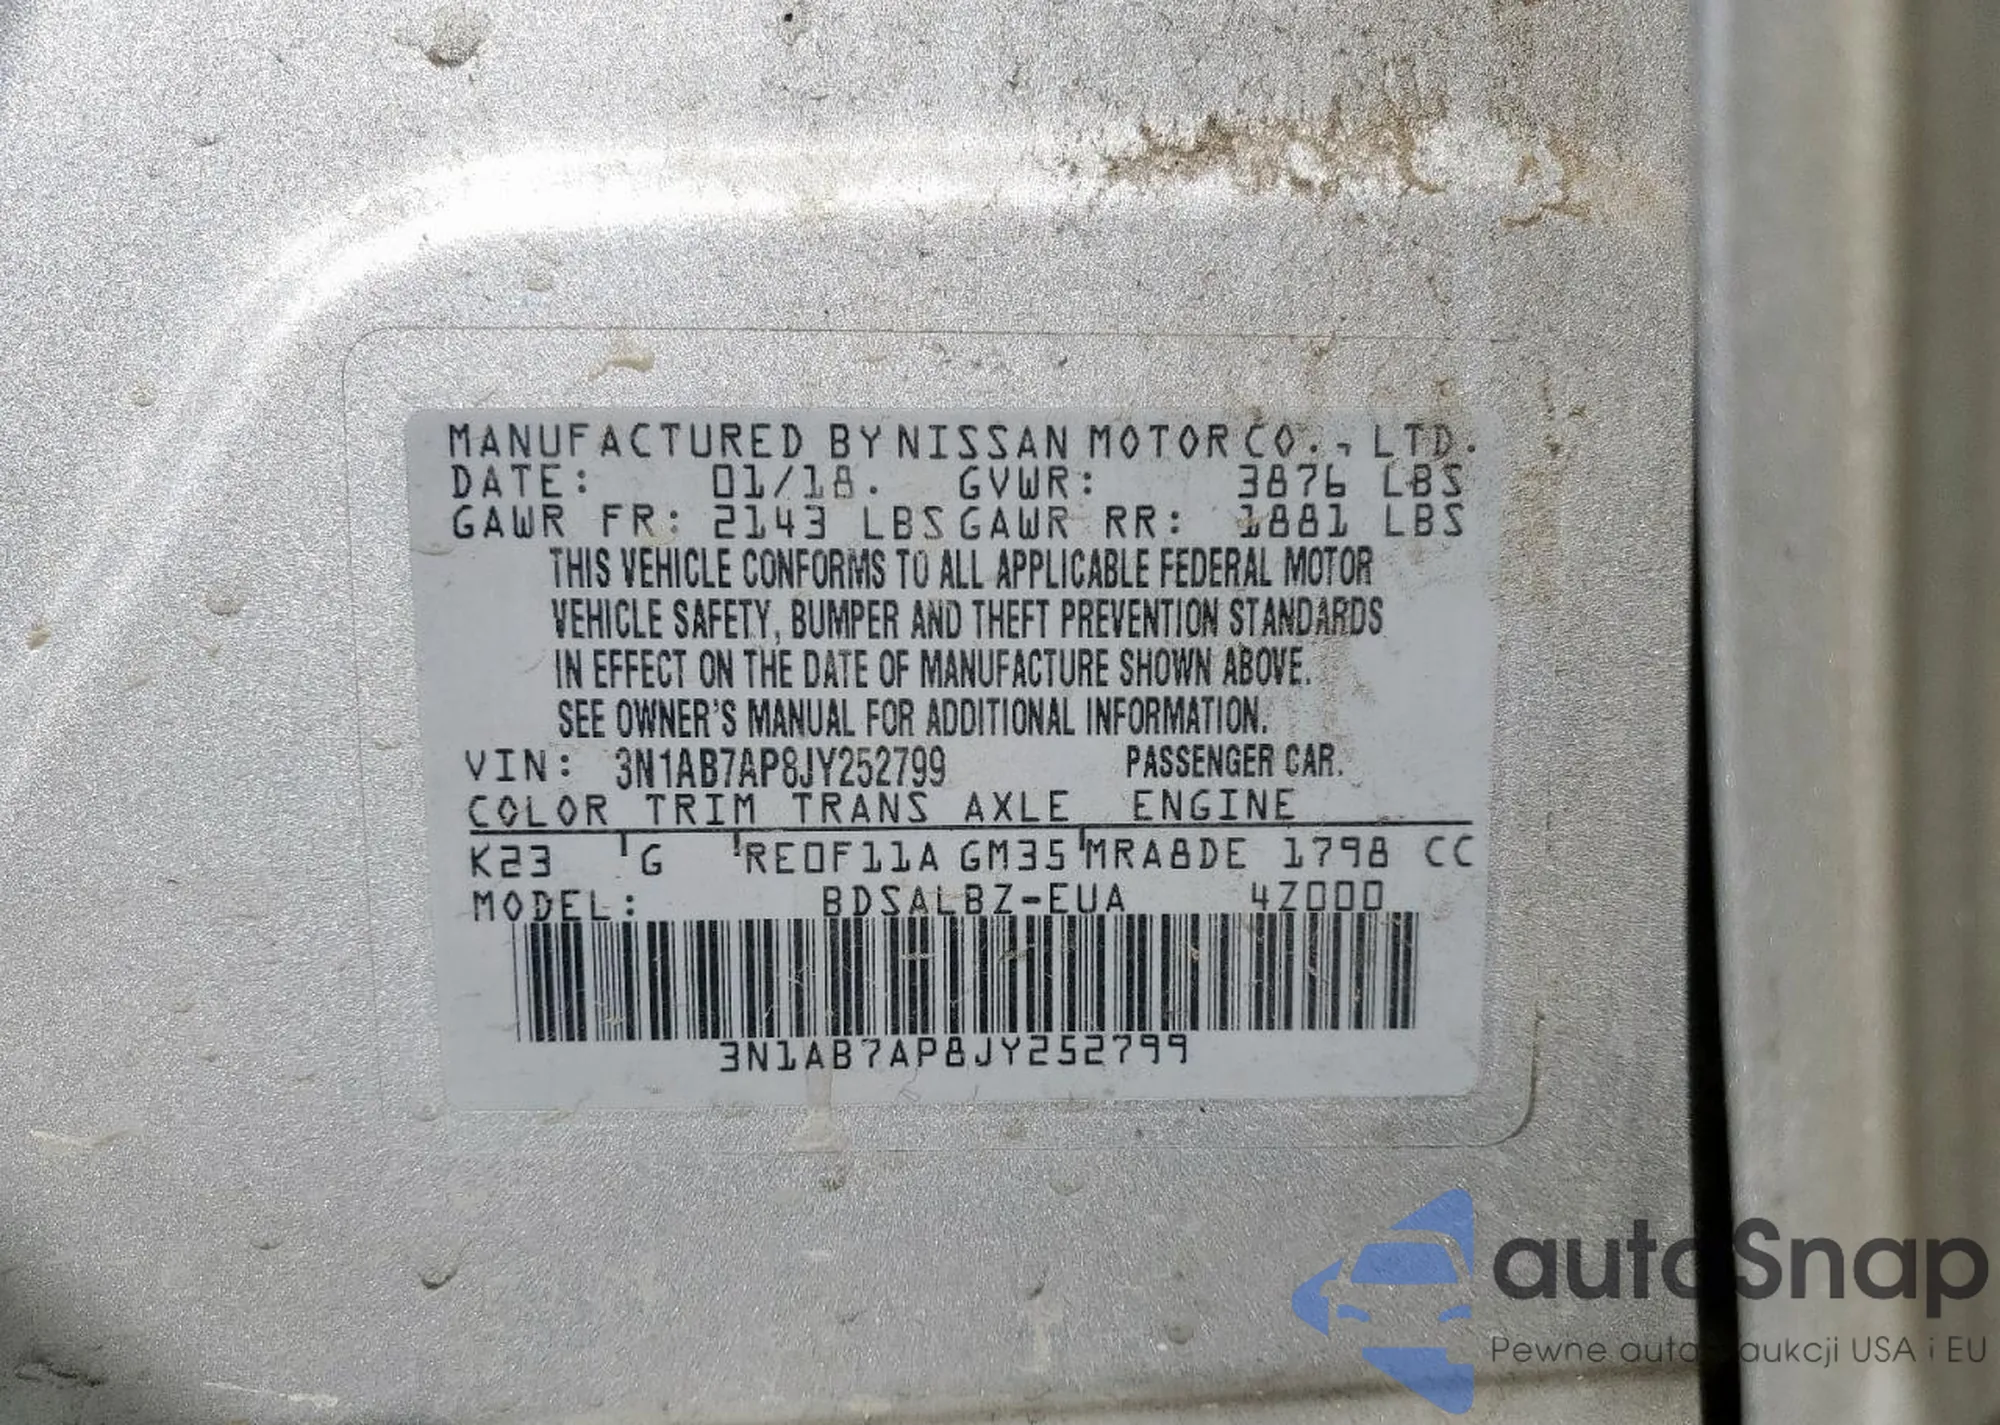 MANUFACTURED BY NISSAN MOTOR CO., LTD.
DATE: 01/18. GVWR: 3876 LBS
GAWR FR: 2143 LBS GAWR RR: 1881 LBS
THIS VEHICLE CONFORMS TO ALL APPLICABLE FEDERAL MOTOR
VEHICLE SAFETY, BUMPER AND THEFT PREVENTION STANDARDS
IN EFFECT ON THE DATE OF MANUFACTURE SHOWN ABOVE.
SEE OWNER'S MANUAL FOR ADDITIONAL INFORMATION.
VIN: 3N1AB7AP8JY252799 PASSENGER CAR.
COLOR TRIM TRANS AXLE ENGINE
K23 G RE0F11A GM35 MRA8DE 1798 CC
MODEL: BDSALBZ-EUA 4Z000
3N1AB7AP8JY252799
autoSnap
Pewne auta z aukcji USA i EU